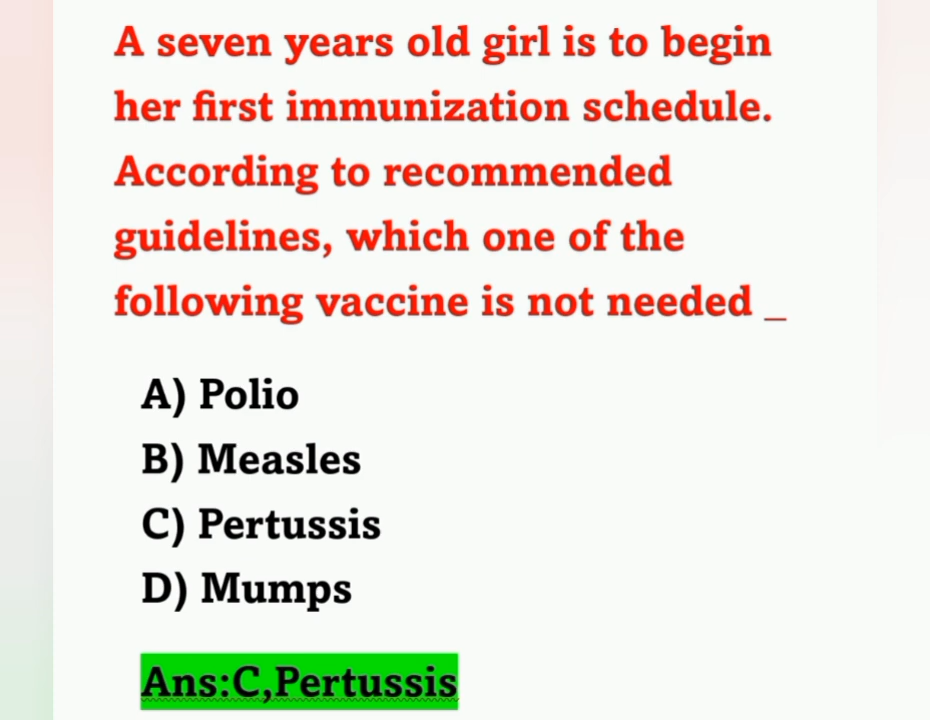 A seven years old girl is to begin
her first immunization schedule.
According to recommended
guidelines, which one of the
following vaccine is not needed _
A) Polio
B) Measles
C) Pertussis
D) Mumps
Ans:C,Pertussis